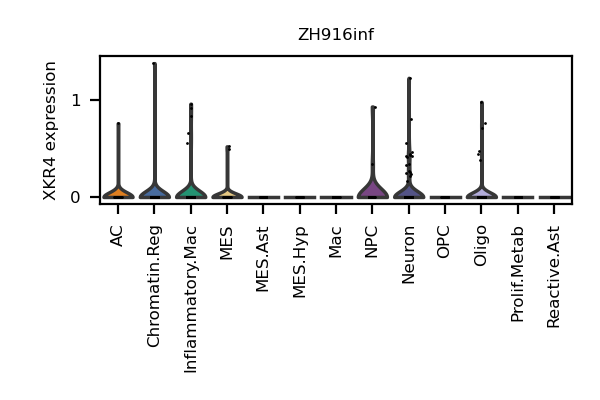 ZH916inf
XKR4 expression
1
0
AC
Chromatin.Reg
Inflammatory.Mac
MES
MES.Ast
MES.Hyp
Mac
NPC
Neuron
OPC
Oligo
Prolif.Metab
Reactive.Ast